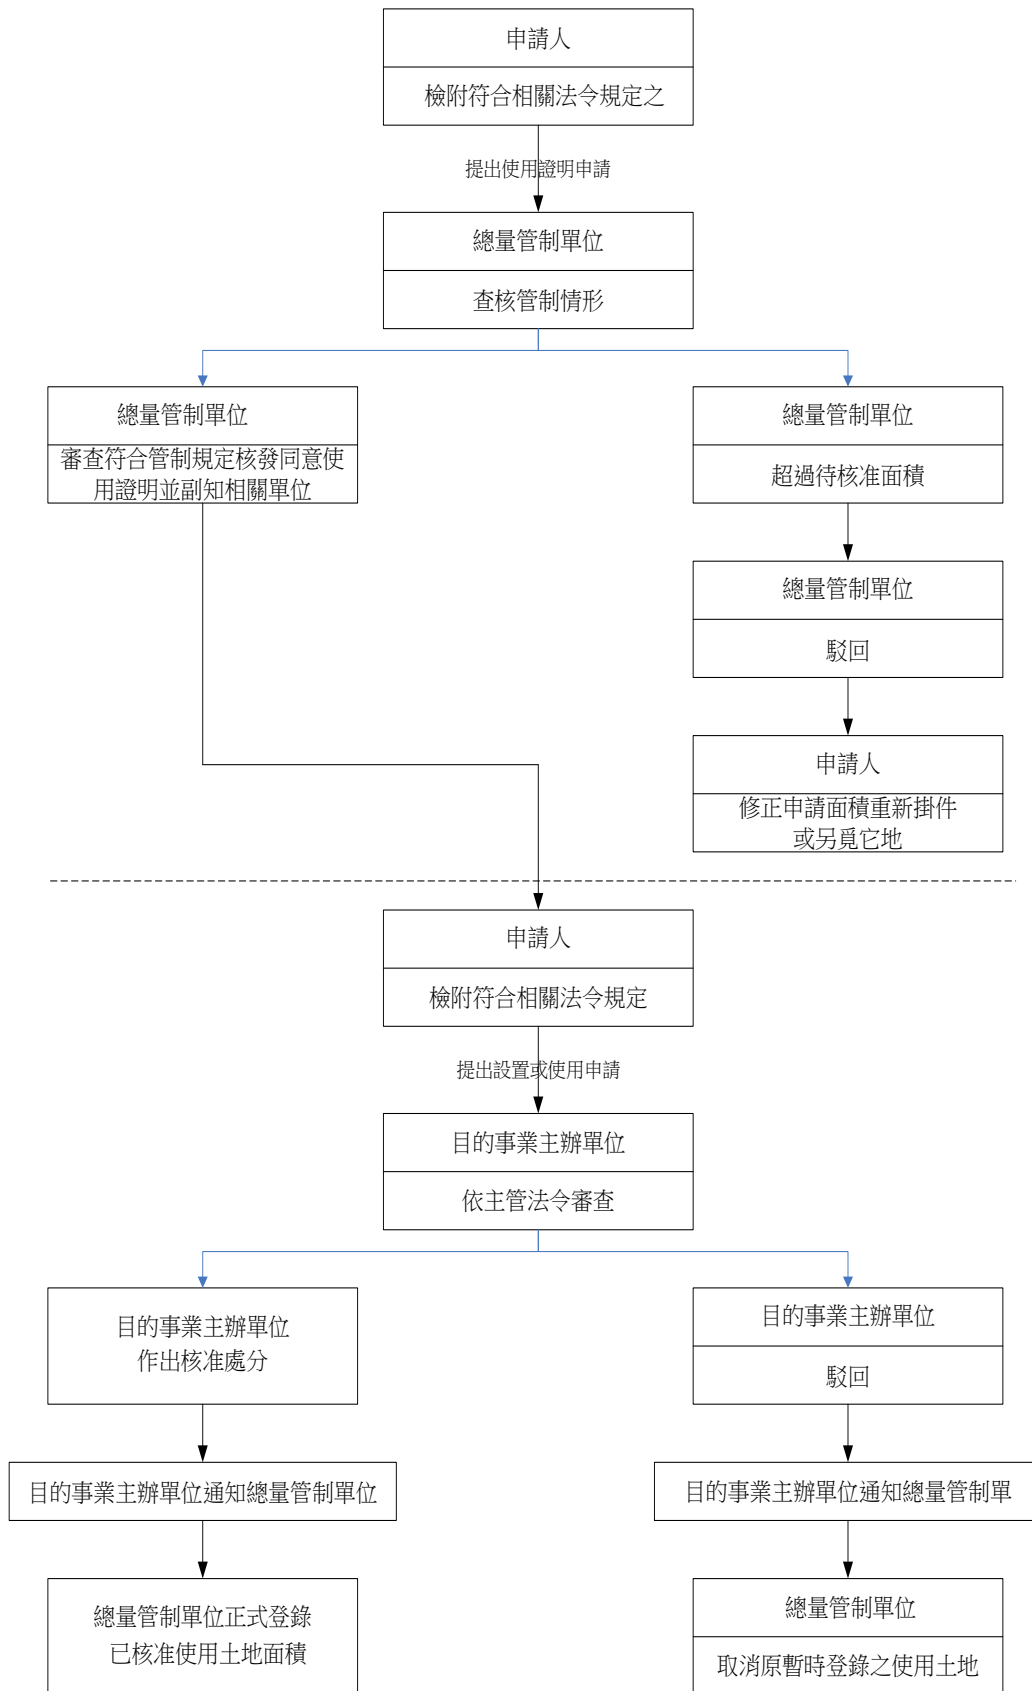 申請人
檢附符合相關法令規定之
提出使用證明申請
總量管制單位
查核管制情形
總量管制單位
審查符合管制規定核發同意使
用證明並副知相關單位
總量管制單位
超過待核准面積
總量管制單位
駁回
申請人
修正申請面積重新掛件
或另覓它地
申請人
檢附符合相關法令規定
提出設置或使用申請
目的事業主辦單位
依主管法令審查
目的事業主辦單位
作出核准處分
目的事業主辦單位
駁回
目的事業主辦單位通知總量管制單位
目的事業主辦單位通知總量管制單
總量管制單位正式登錄
已核准使用土地面積
總量管制單位
取消原暫時登錄之使用土地